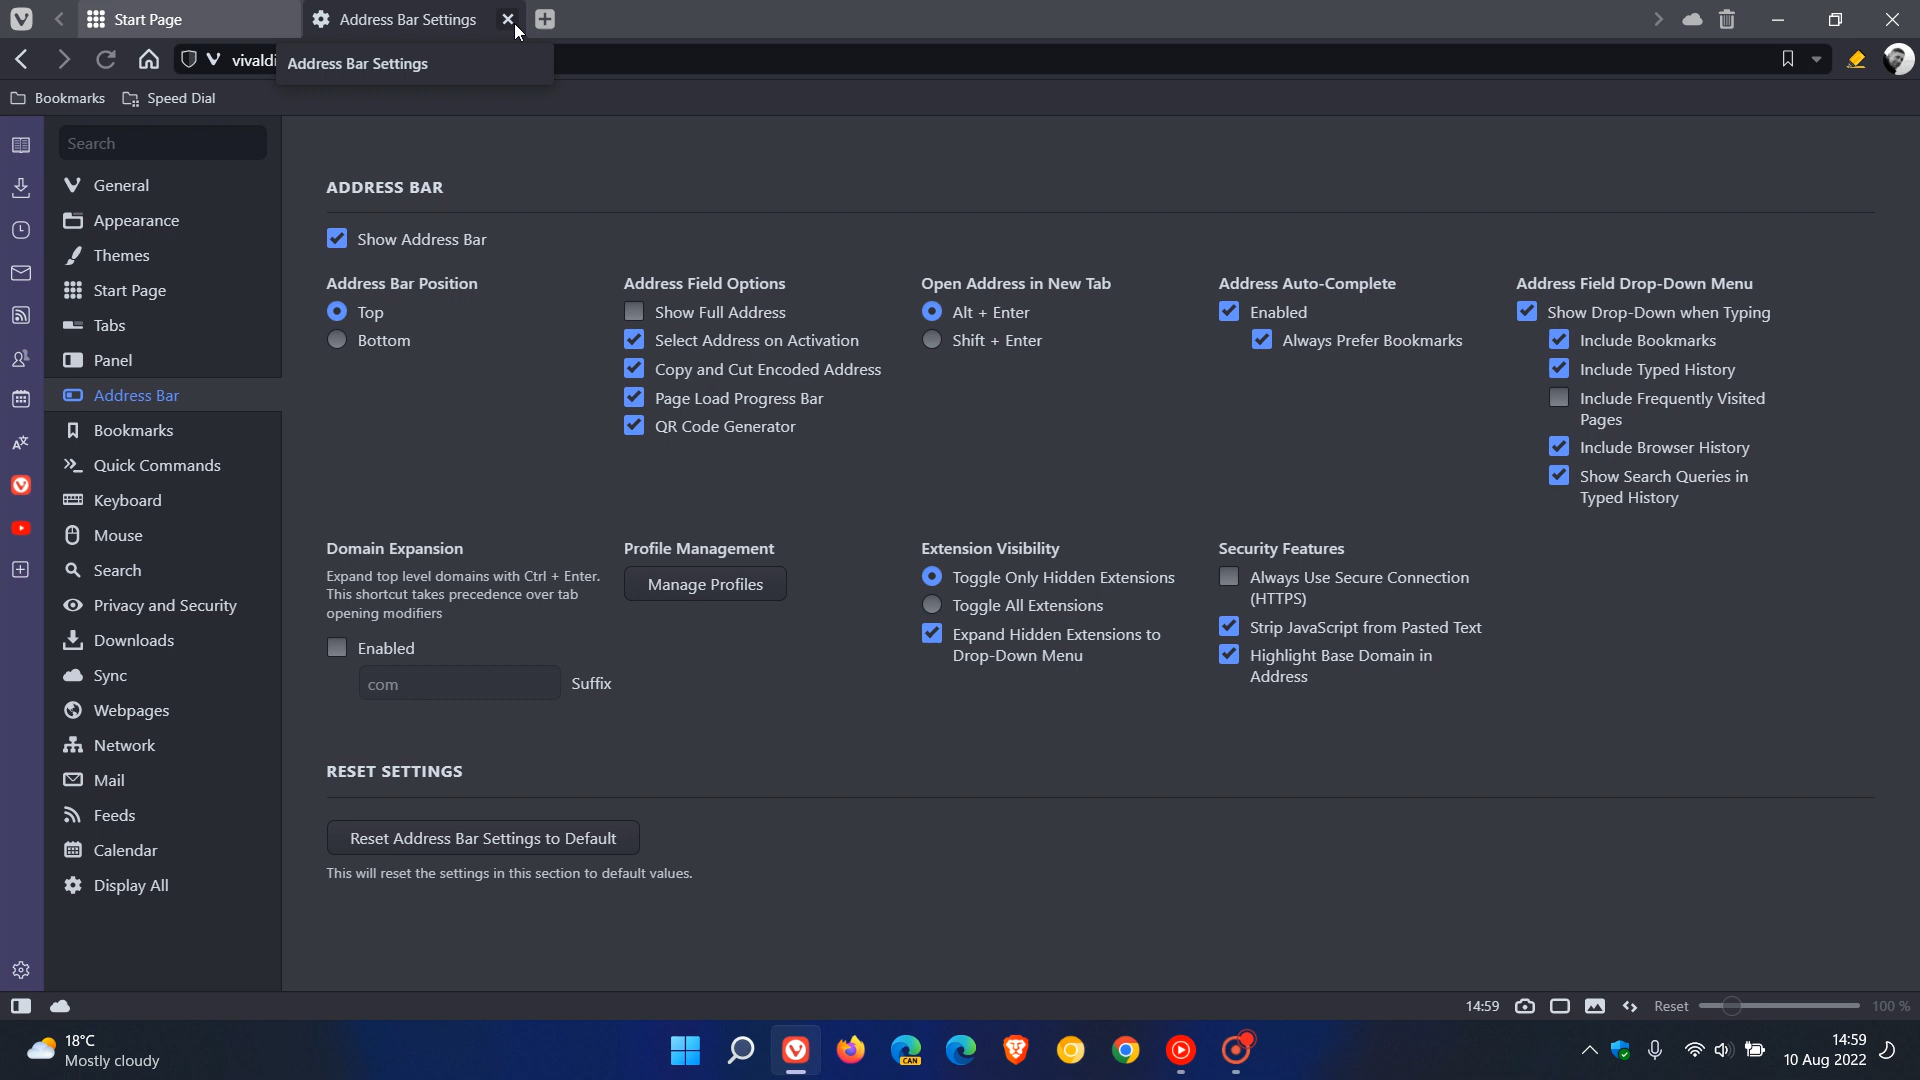 Start Page
Address Bar Settings
vivaldi
Address Bar Settings
Bookmarks
Speed Dial
Search
General
Appearance
Themes
Start Page
Tabs
Panel
Address Bar
Bookmarks
Quick Commands
Keyboard
Mouse
Search
Privacy and Security
Downloads
Sync
Webpages
Network
Mail
Feeds
Calendar
Display All
ADDRESS BAR
Show Address Bar
Address Bar Position
Top
Bottom
Address Field Options
Show Full Address
Select Address on Activation
Copy and Cut Encoded Address
Page Load Progress Bar
QR Code Generator
Open Address in New Tab
Alt + Enter
Shift + Enter
Address Auto-Complete
Enabled
Always Prefer Bookmarks
Address Field Drop-Down Menu
Show Drop-Down when Typing
Include Bookmarks
Include Typed History
Include Frequently Visited
Pages
Include Browser History
Show Search Queries in
Typed History
Domain Expansion
Expand top level domains with Ctrl + Enter.
This shortcut takes precedence over tab
opening modifiers
Enabled
com
Suffix
Profile Management
Manage Profiles
Extension Visibility
Toggle Only Hidden Extensions
Toggle All Extensions
Expand Hidden Extensions to
Drop-Down Menu
Security Features
Always Use Secure Connection
(HTTPS)
Strip JavaScript from Pasted Text
Highlight Base Domain in
Address
RESET SETTINGS
Reset Address Bar Settings to Default
This will reset the settings in this section to default values.
14:59
Reset
100 %
18°C
Mostly cloudy
CAN
14:59
10 Aug 2022